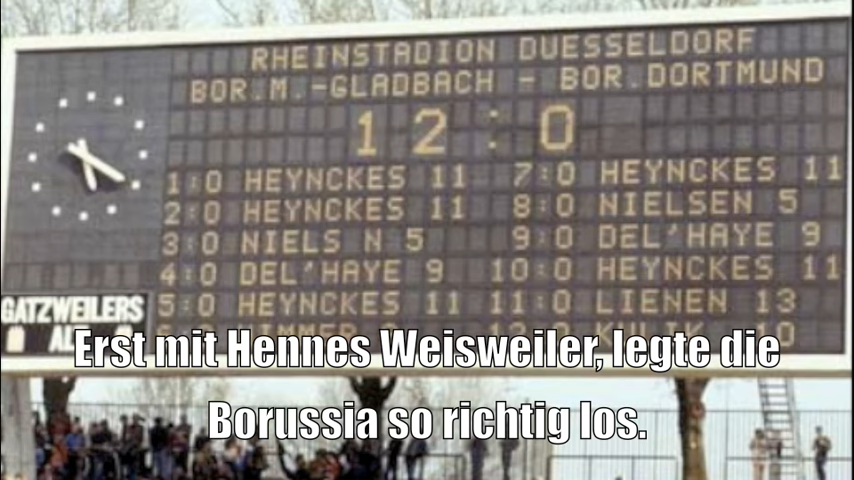 RHEINSTADION DUESSELDORF
BOR.M.-GLADBACH - BOR.DORTMUND
12:0
1:0 HEYNCKES 11 7:0 HEYNCKES 11
2:0 HEYNCKES 11 8:0 NIELSEN 5
3:0 NIELS N 5 9:0 DEL'HAYE 9
4:0 DEL'HAYE 9 10:0 HEYNCKES 11
5:0 HEYNCKES 11 11:0 LIENEN 13
GATZWEILERS
Erst mit Hennes Weisweiler, legte die
Borussia so richtig los.